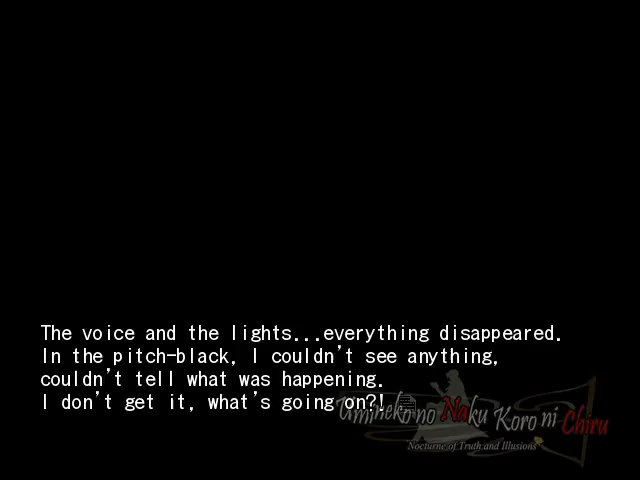 The voice and the lights...everything disappeared.
In the pitch-black, I couldn't see anything,
couldn't tell what was happening.
I don't get it, what's going on?!
Umineko no Naku Koro ni Chiru
Nocturne of Truth and Illusions